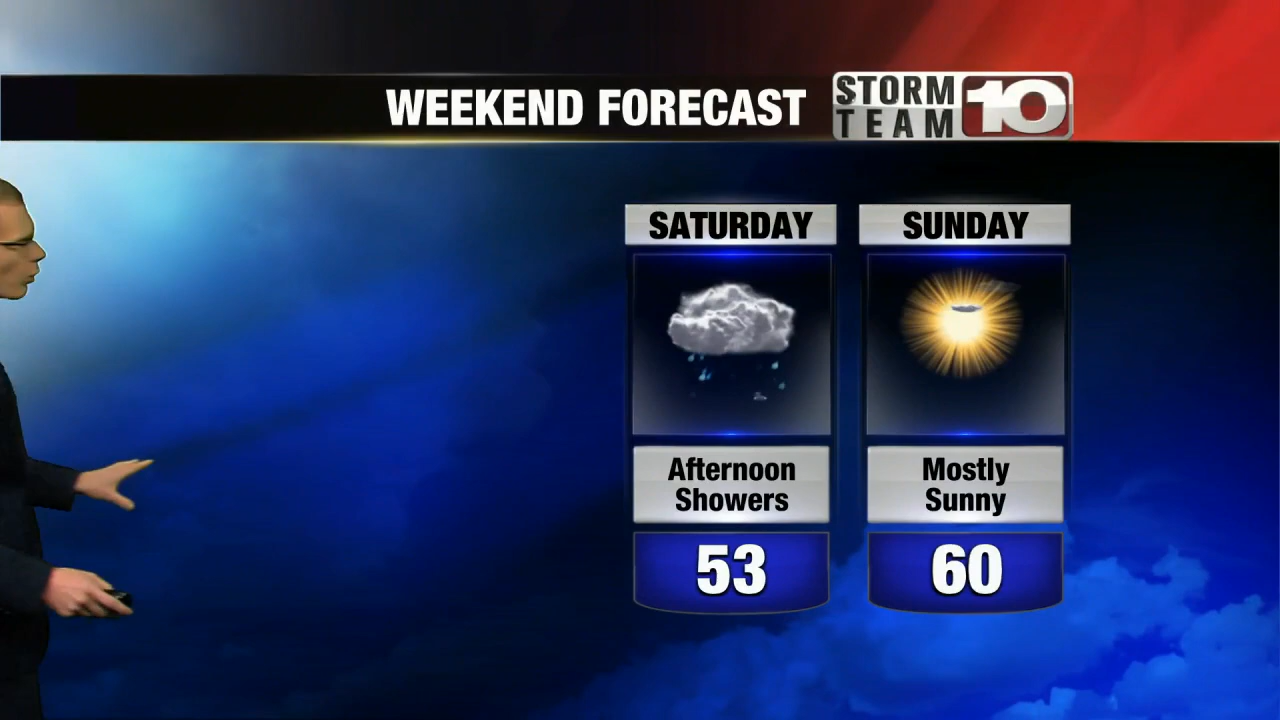 WEEKEND FORECAST
STORM
TEAM
10
SATURDAY
SUNDAY
Afternoon
Showers
Mostly
Sunny
53
60